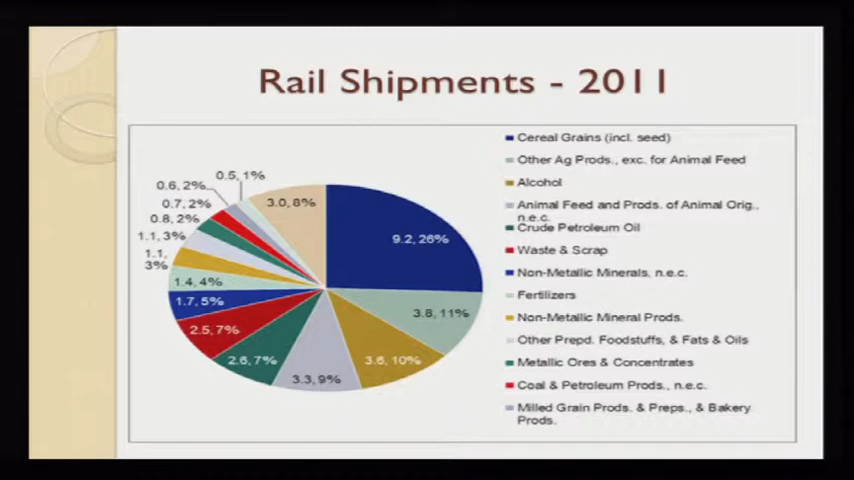 Rail Shipments - 2011
Cereal Grains (incl. seed)
Other Ag Prods., exc. for Animal Feed
Alcohol
Animal Feed and Prods. of Animal Orig.,
n.e.c.
Crude Petroleum Oil
Waste & Scrap
Non-Metallic Minerals, n.e.c.
Fertilizers
Non-Metallic Mineral Prods.
Other Prepd. Foodstuffs, & Fats & Oils
Metallic Ores & Concentrates
Coal & Petroleum Prods., n.e.c.
Milled Grain Prods. & Preps., & Bakery
Prods.
0.5, 1%
0.6, 2%
0.7, 2%
0.8, 2%
1.1, 3%
1.1,
3%
1.4, 4%
1.7, 5%
2.5, 7%
2.6, 7%
3.3, 9%
3.6, 10%
3.8, 11%
9.2, 26%
3.0, 8%